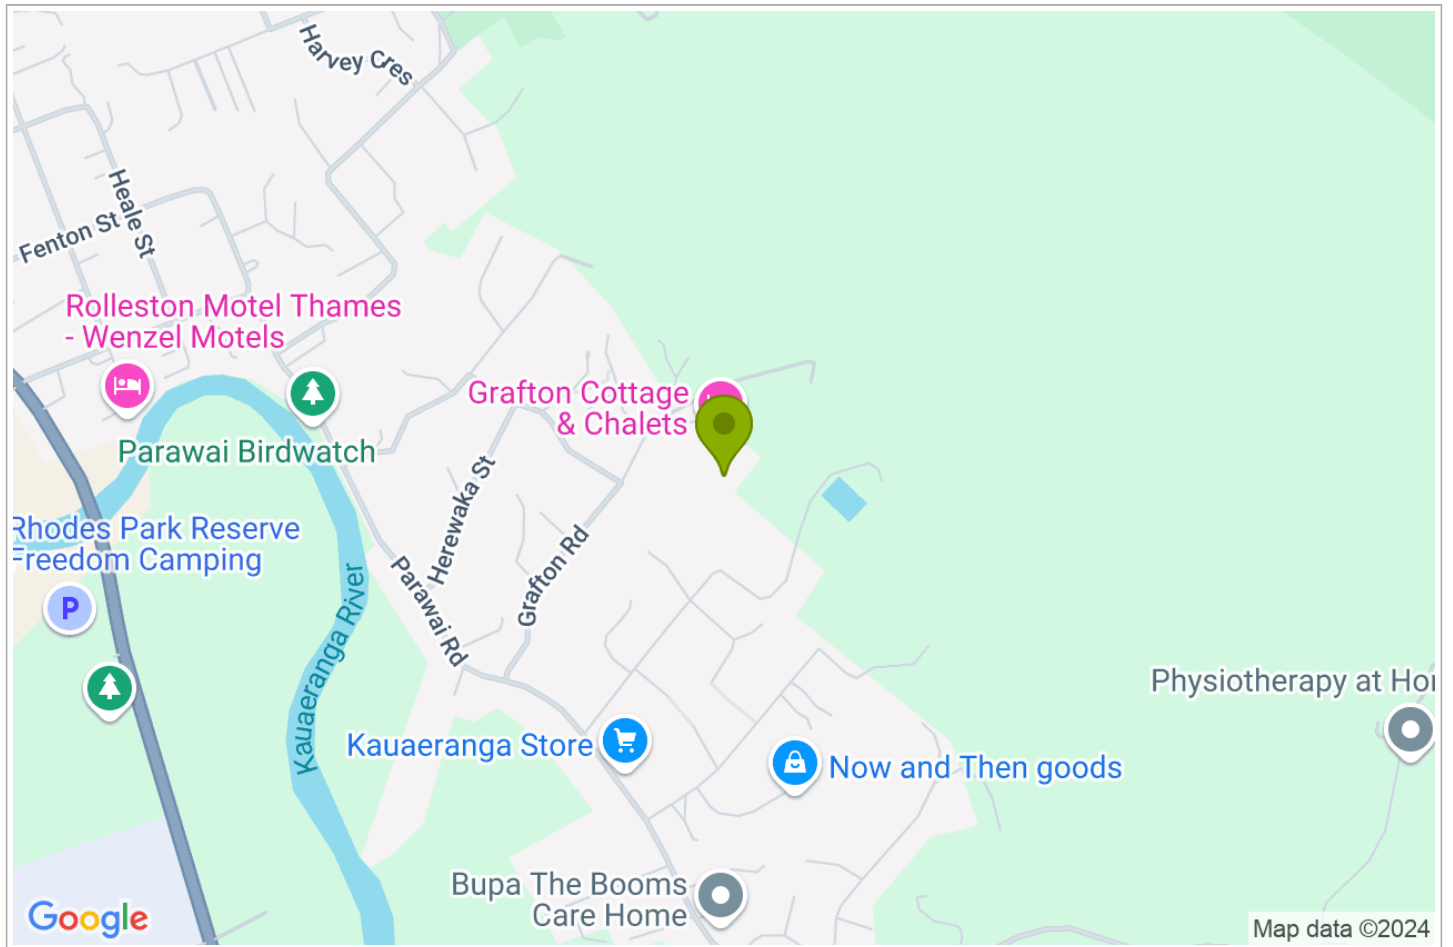 Harvey Cres
Heale St
Fenton St
Rolleston Motel Thames
- Wenzel Motels
Grafton Cottage
& Chalets
Parawai Birdwatch
Herewaka St
Rhodes Park Reserve
Freedom Camping
Grafton Rd
Parawai Rd
P
Kauaeranga River
Physiotherapy at
Kauaeranga Store
Now and Then goods
Bupa The Booms
Care Home
Google
Map data ©2024